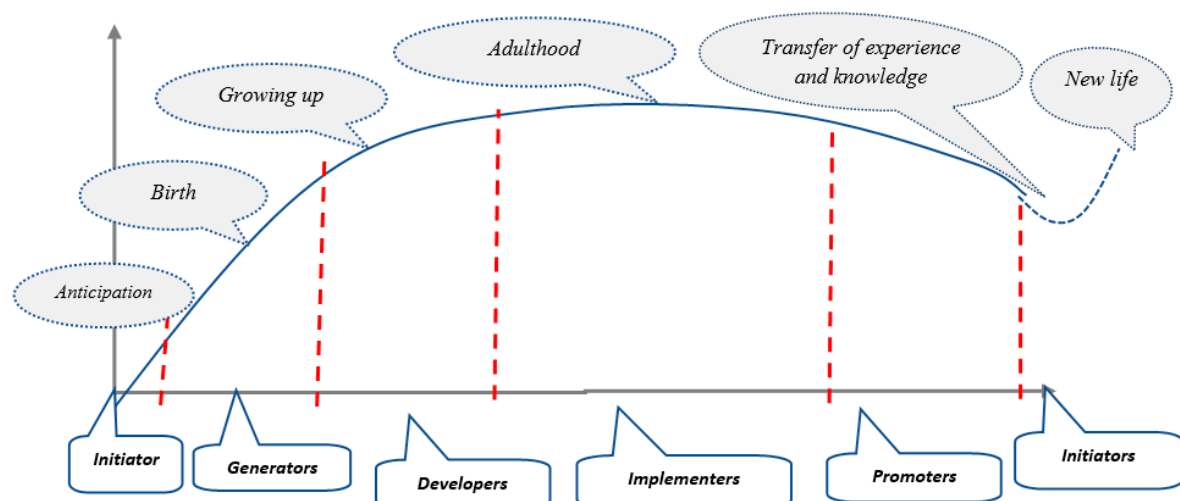 Adulthood
Transfer of experience
and knowledge
New life
Growing up
Birth
Anticipation
Initiator
Generators
Developers
Implementers
Promoters
Initiators